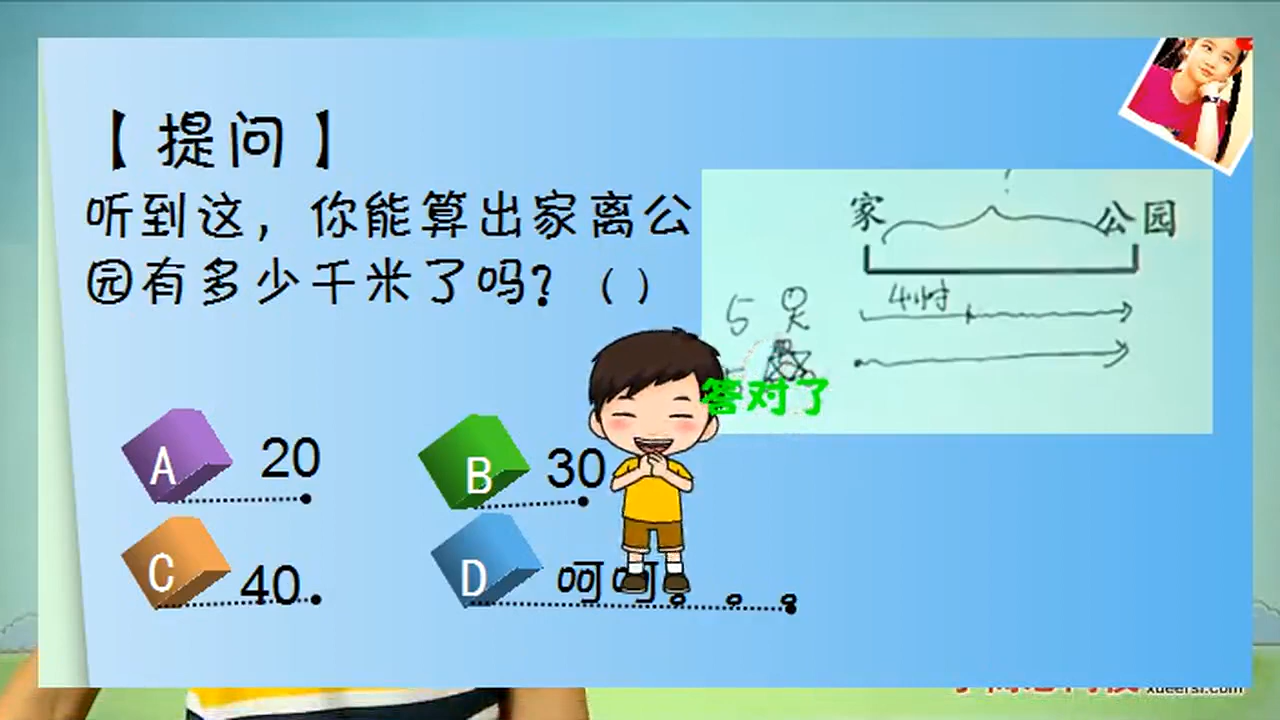 【提问】
听到这，你能算出家离公
园有多少千米了吗？（）
?
家 公园
4小时
5
答对了
A 20
B 30
C 40.
D 呵呵。。。
xueersi.com